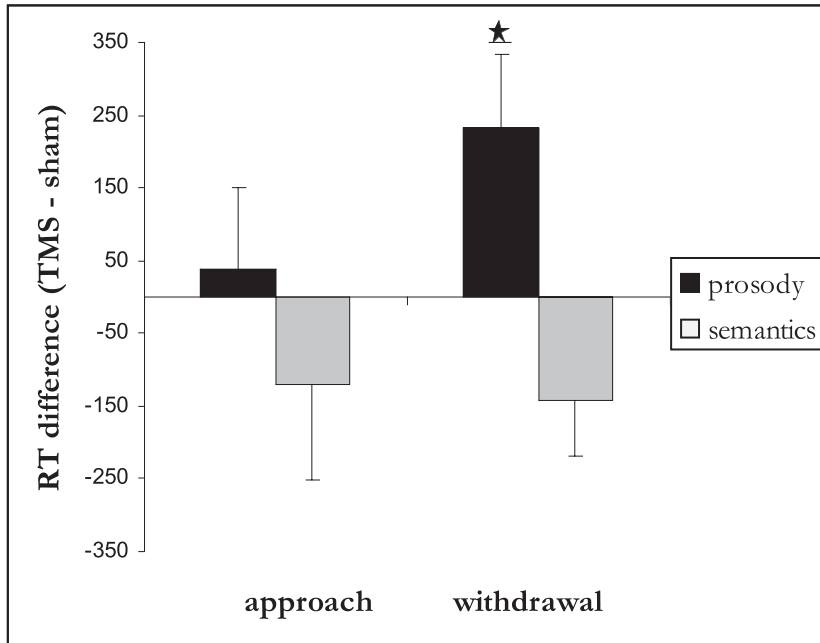 350
250
150
50
-50
-150
-250
-350
RT difference (TMS - sham)
prosody
semantics
approach withdrawal